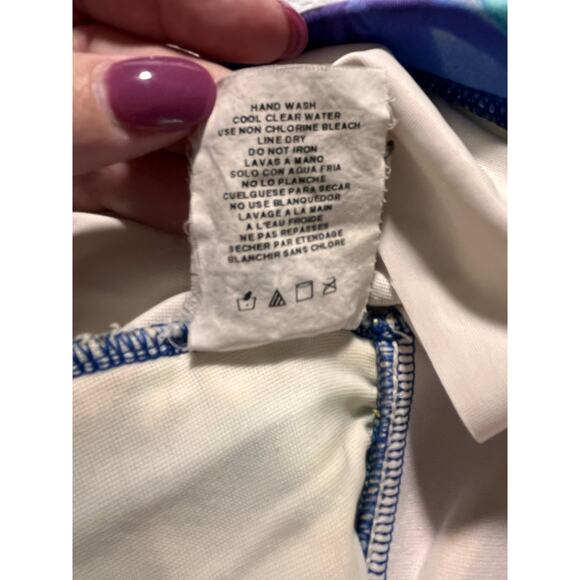 HAND WASH
COOL CLEAR WATER
USE NON CHLORINE BLEACH
LINE DRY
DO NOT IRON
LAVAS A MANO
SOLO CON AGUA FRIA
NO LO PLANCHE
CUELGUESE PARA SECAR
NO USE BLANQUEDOR
LAVAGE A LA MAIN
A L'EAU FROIDE
NE PAS REPASSER
SECHER PAR ETENDAGE
BLANCHIR SANS CHLORE